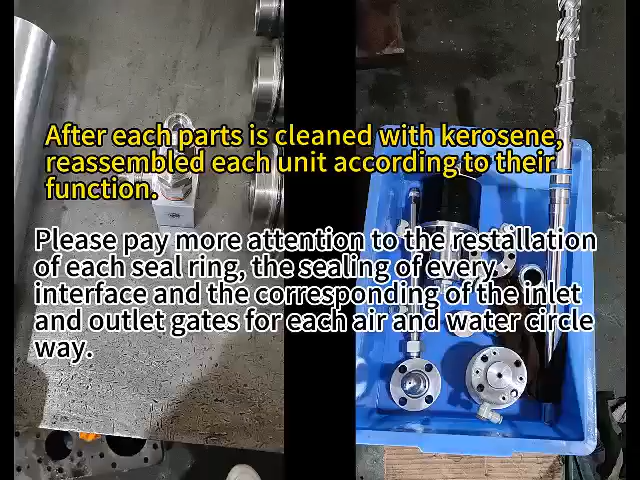 After each parts is cleaned with kerosene,
reassembled each unit according to their
function.
Please pay more attention to the restallation
of each seal ring, the sealing of every
interface and the corresponding of the inlet
and outlet gates for each air and water circle
way.